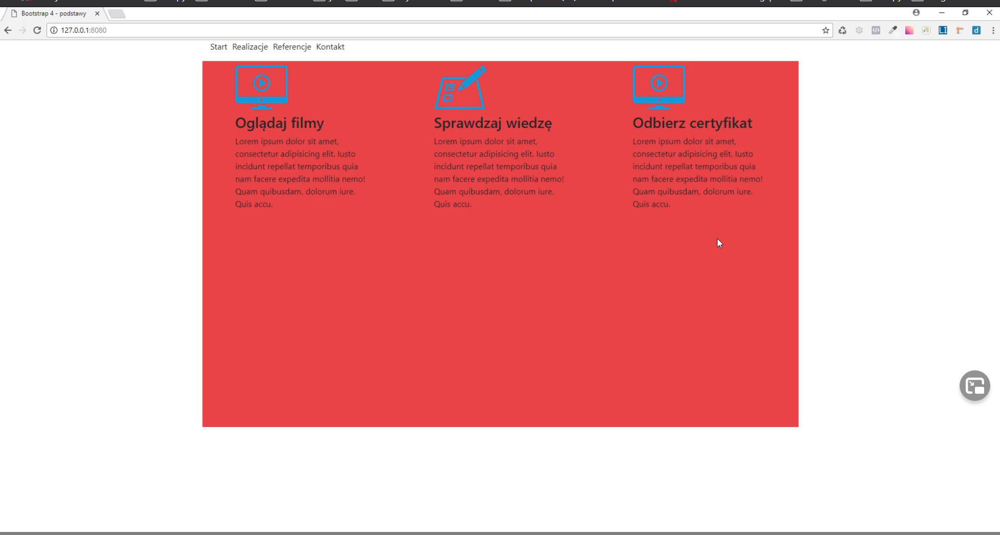 Bootstrap 4 - podstawy
127.0.0.1:8080
Start Realizacje Referencje Kontakt
Oglądaj filmy
Lorem ipsum dolor sit amet,
consectetur adipisicing elit. Iusto
incidunt repellat temporibus quia
nam facere expedita mollitia nemo!
Quam quibusdam, dolorum iure.
Quis accu.
Sprawdzaj wiedzę
Lorem ipsum dolor sit amet,
consectetur adipisicing elit. Iusto
incidunt repellat temporibus quia
nam facere expedita mollitia nemo!
Quam quibusdam, dolorum iure.
Quis accu.
Odbierz certyfikat
Lorem ipsum dolor sit amet,
consectetur adipisicing elit. Iusto
incidunt repellat temporibus quia
nam facere expedita mollitia nemo!
Quam quibusdam, dolorum iure.
Quis accu.